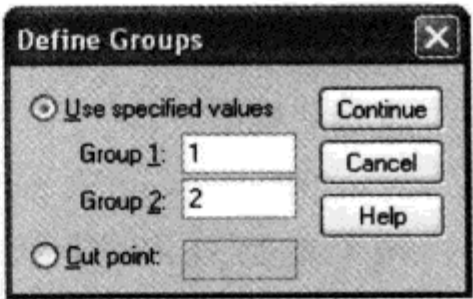 Define Groups
Use specified values
Continue
Group 1: 1
Cancel
Group 2: 2
Help
Cut point: